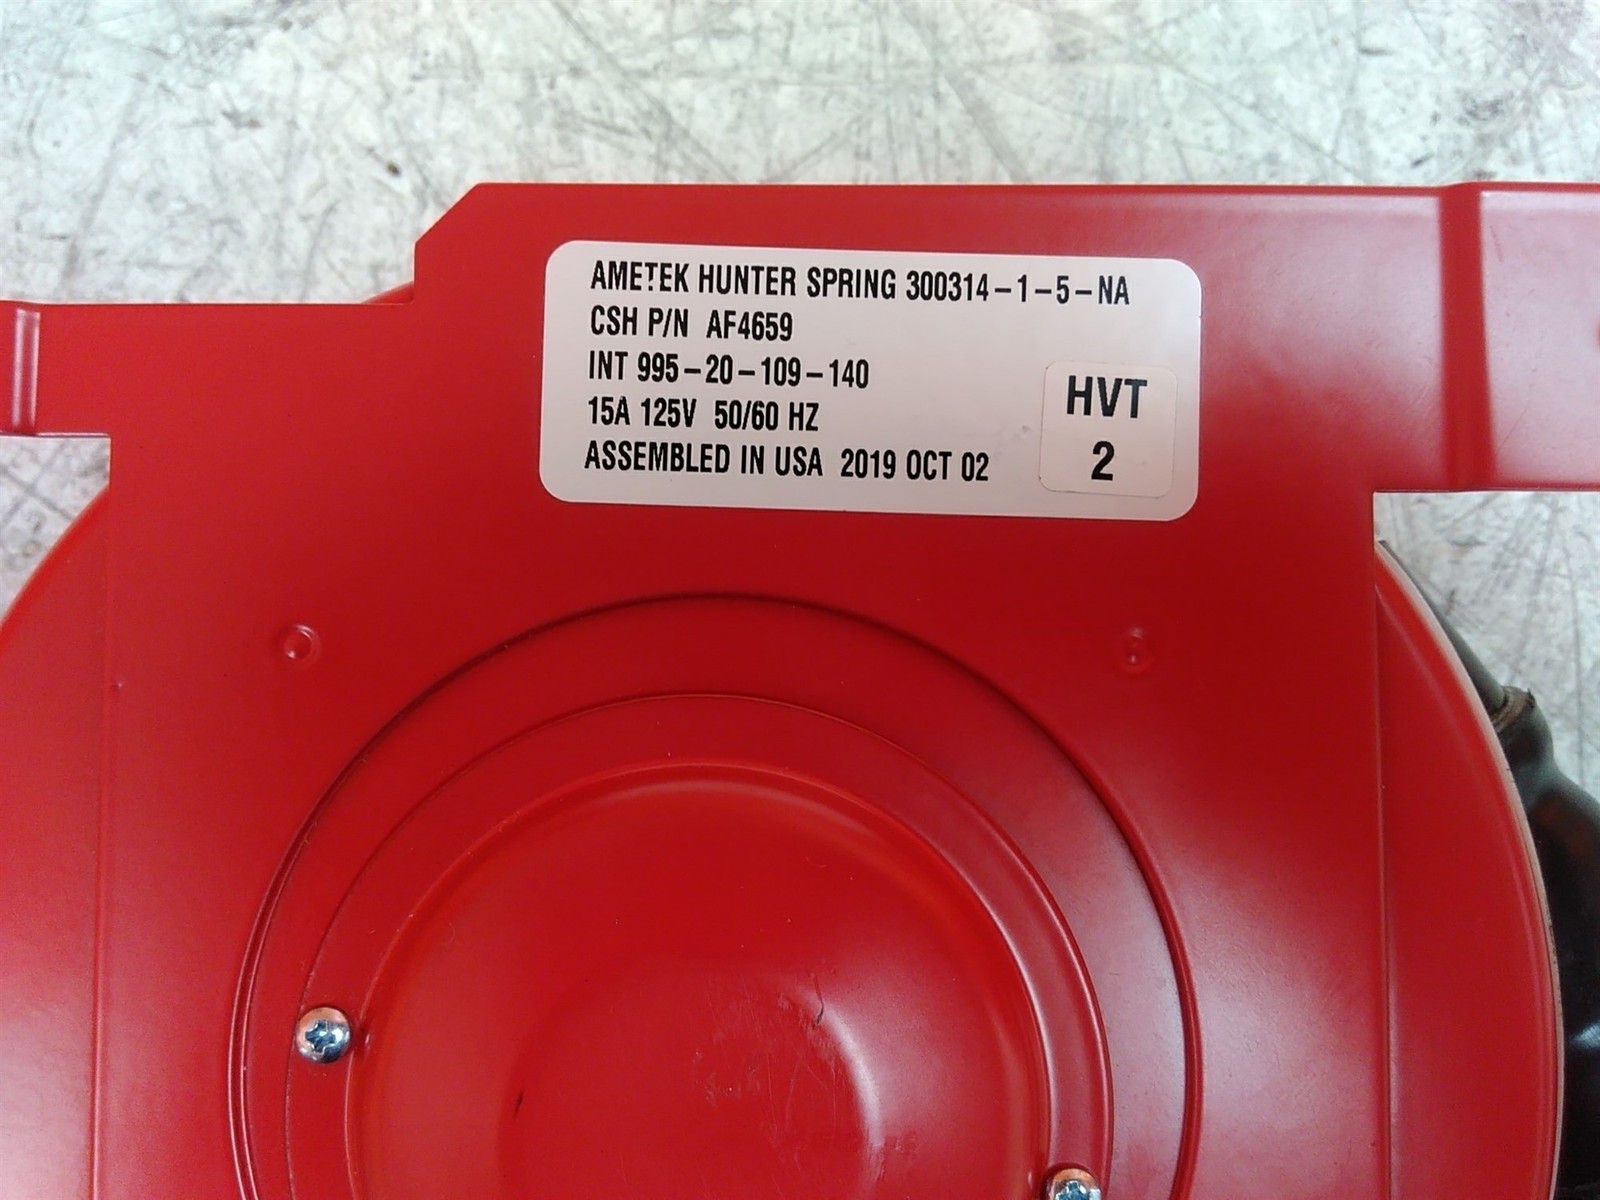 AMETEK HUNTER SPRING 300314-1-5-NA
CSH P/N AF4659
INT 995-20-109-140
15A 125V 50/60 HZ
ASSEMBLED IN USA 2019 OCT 02
HVT
2